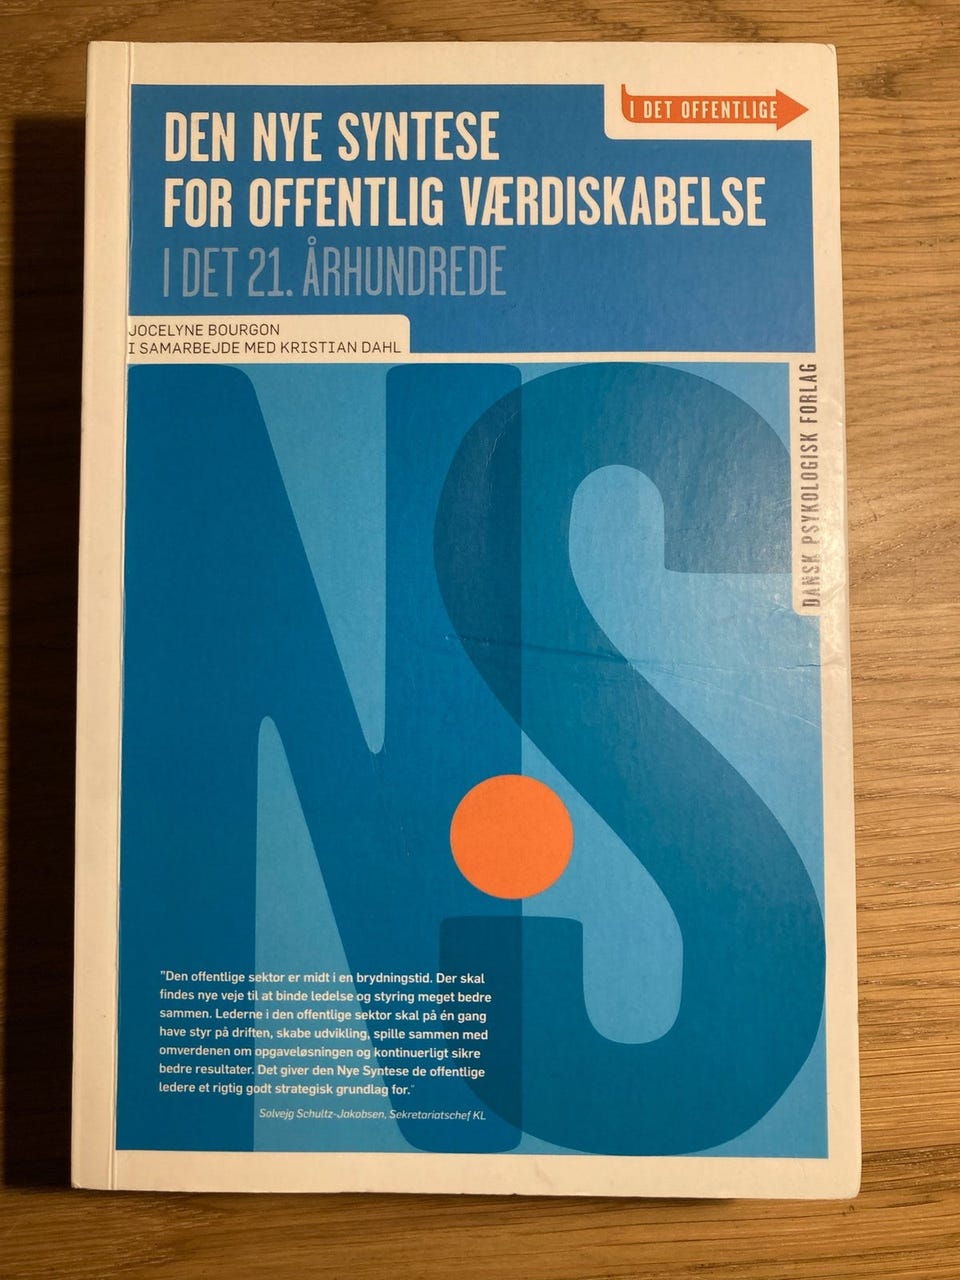 I DET OFFENTLIGE
DEN NYE SYNTESE
FOR OFFENTLIG VÆRDISKABELSE
I DET 21. ÅRHUNDREDE
JOCELYNE BOURGON
I SAMARBEJDE MED KRISTIAN DAHL
DANSK PSYKOLOGISK FORLAG
NS
"Den offentlige sektor er midt i en brydningstid. Der skal
findes nye veje til at binde ledelse og styring meget bedre
sammen. Lederne i den offentlige sektor skal på én gang
have styr på driften, skabe udvikling, spille sammen med
omverdenen om opgaveløsningen og kontinuerligt sikre
bedre resultater. Det giver den Nye Syntese de offentlige
ledere et rigtig godt strategisk grundlag for."
Solvejg Schultz-Jakobsen, Sekretariatschef KL